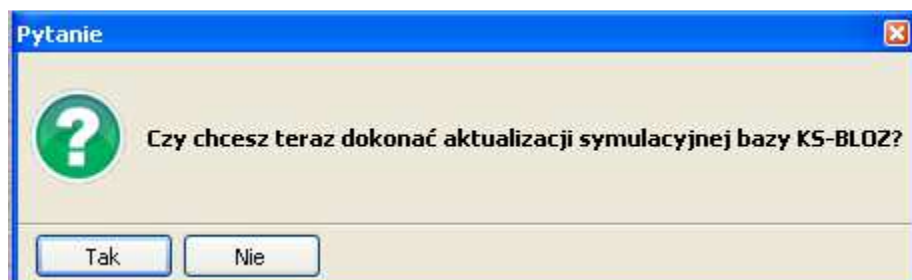 Pytanie
Czy chcesz teraz dokonać aktualizacji symulacyjnej bazy KS-BLOZ?
Tak Nie